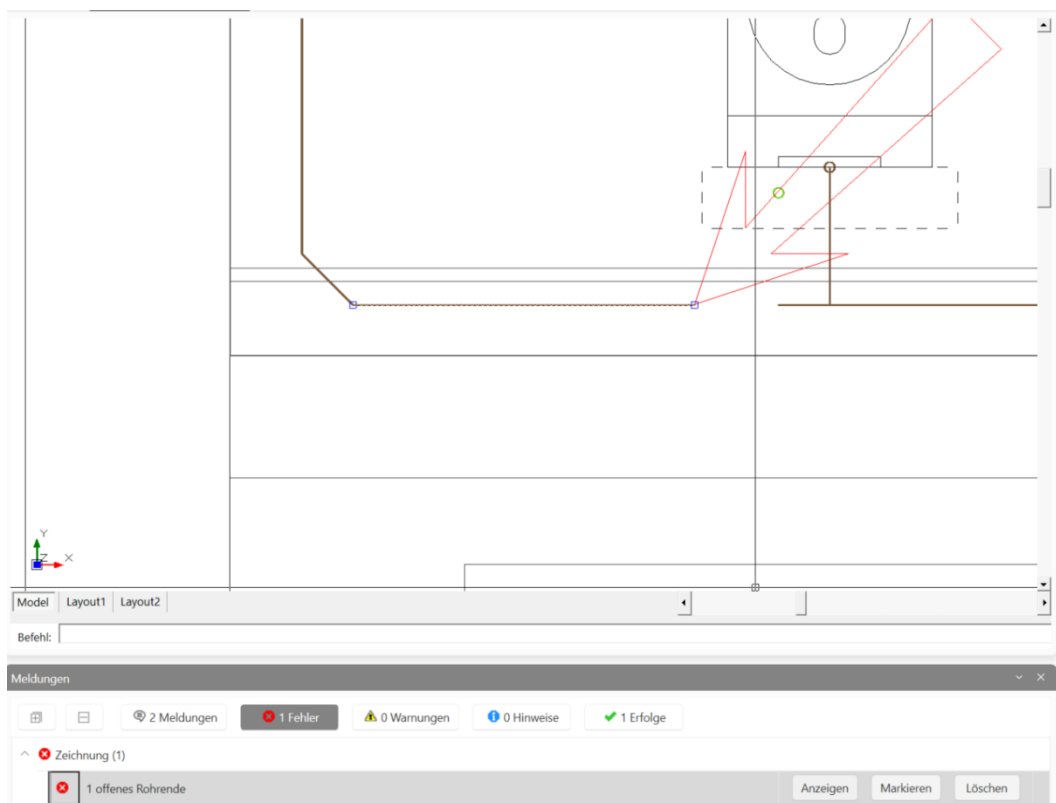 Y
Z X
Model Layout1 Layout2
Befehl:
Meldungen
2 Meldungen 1 Fehler 0 Warnungen 0 Hinweise 1 Erfolge
Zeichnung (1)
1 offenes Rohrende Anzeigen Markieren Löschen